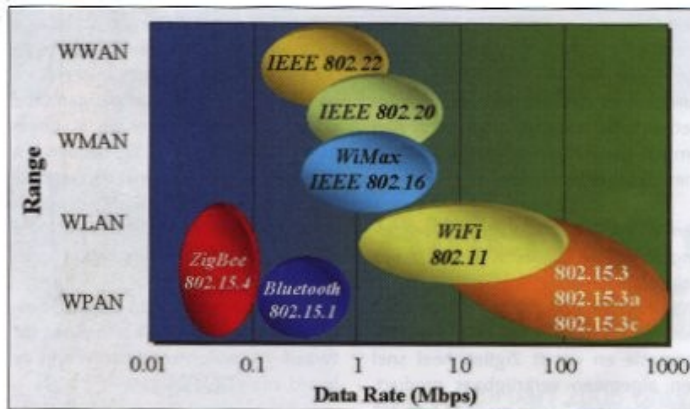 WWAN
IEEE 802.22
IEEE 802.20
WMAN
WiMax
IEEE 802.16
Range
WLAN
WiFi
802.11
ZigBee
802.15.4
Bluetooth
802.15.1
802.15.3
802.15.3a
802.15.3c
WPAN
0.01 0.1 1 10 100 1000
Data Rate (Mbps)